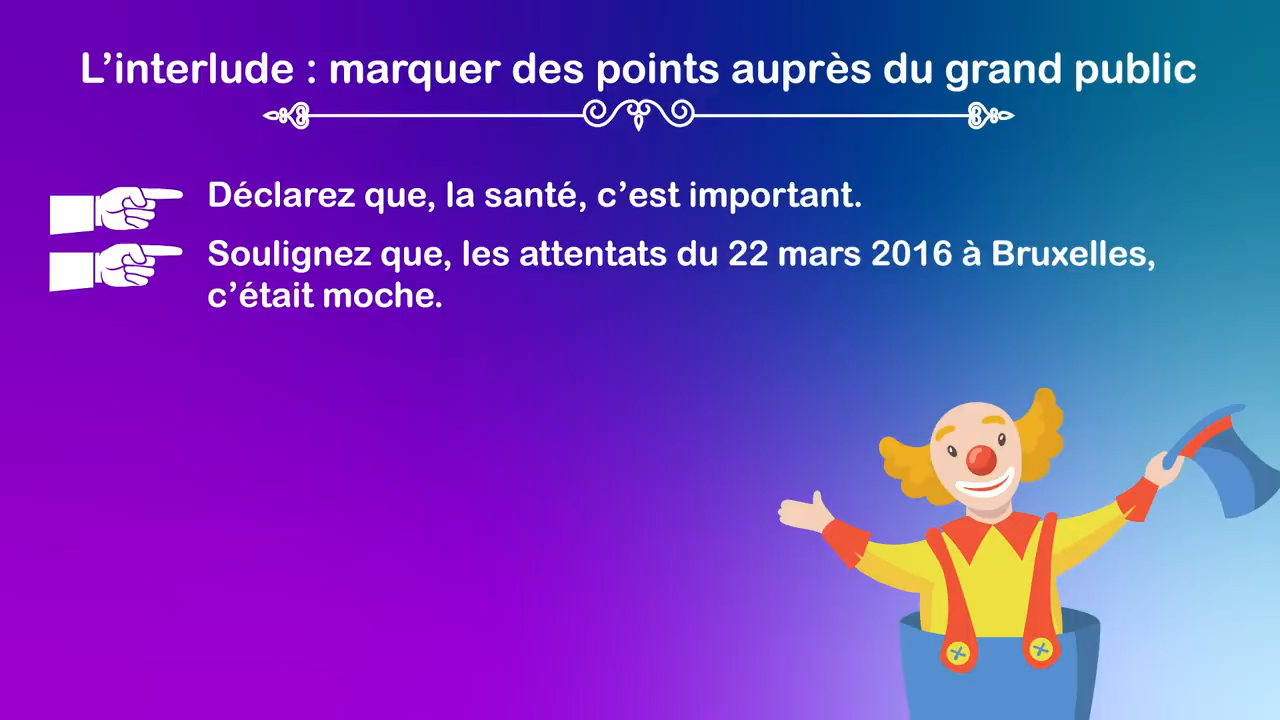 L’interlude : marquer des points auprès du grand public
Déclarez que, la santé, c’est important.
Soulignez que, les attentats du 22 mars 2016 à Bruxelles,
c’était moche.